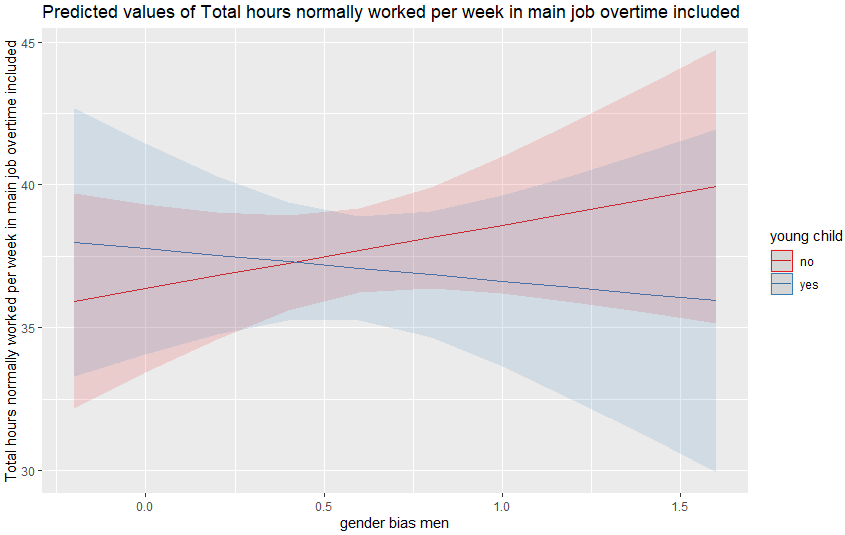 Predicted values of Total hours normally worked per week in main job overtime included
Total hours normally worked per week in main job overtime included
45
40
35
30
0.0
0.5
1.0
1.5
gender bias men
young child
no
yes